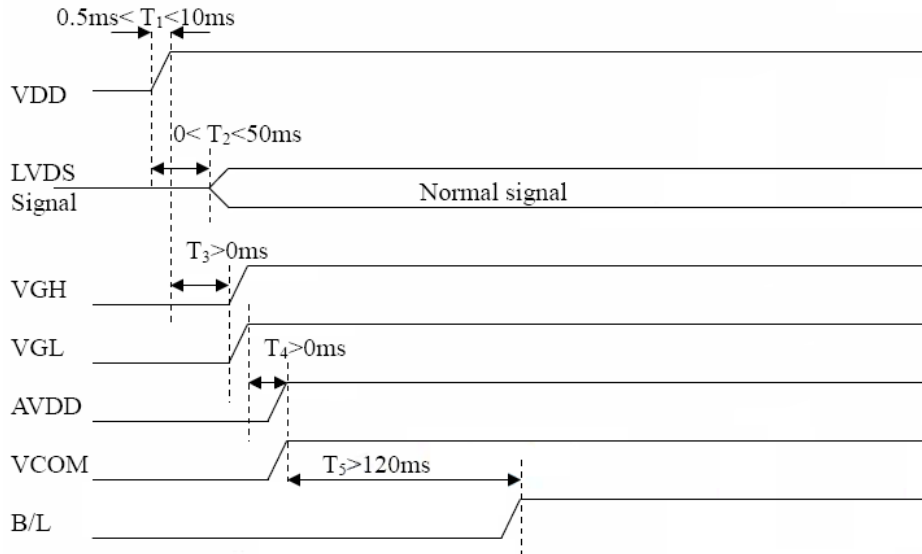 0.5ms< T₁<10ms
VDD
0< T₂<50ms
LVDS
Signal
Normal signal
T₃>0ms
VGH
VGL
T₄>0ms
AVDD
VCOM
T₅>120ms
B/L